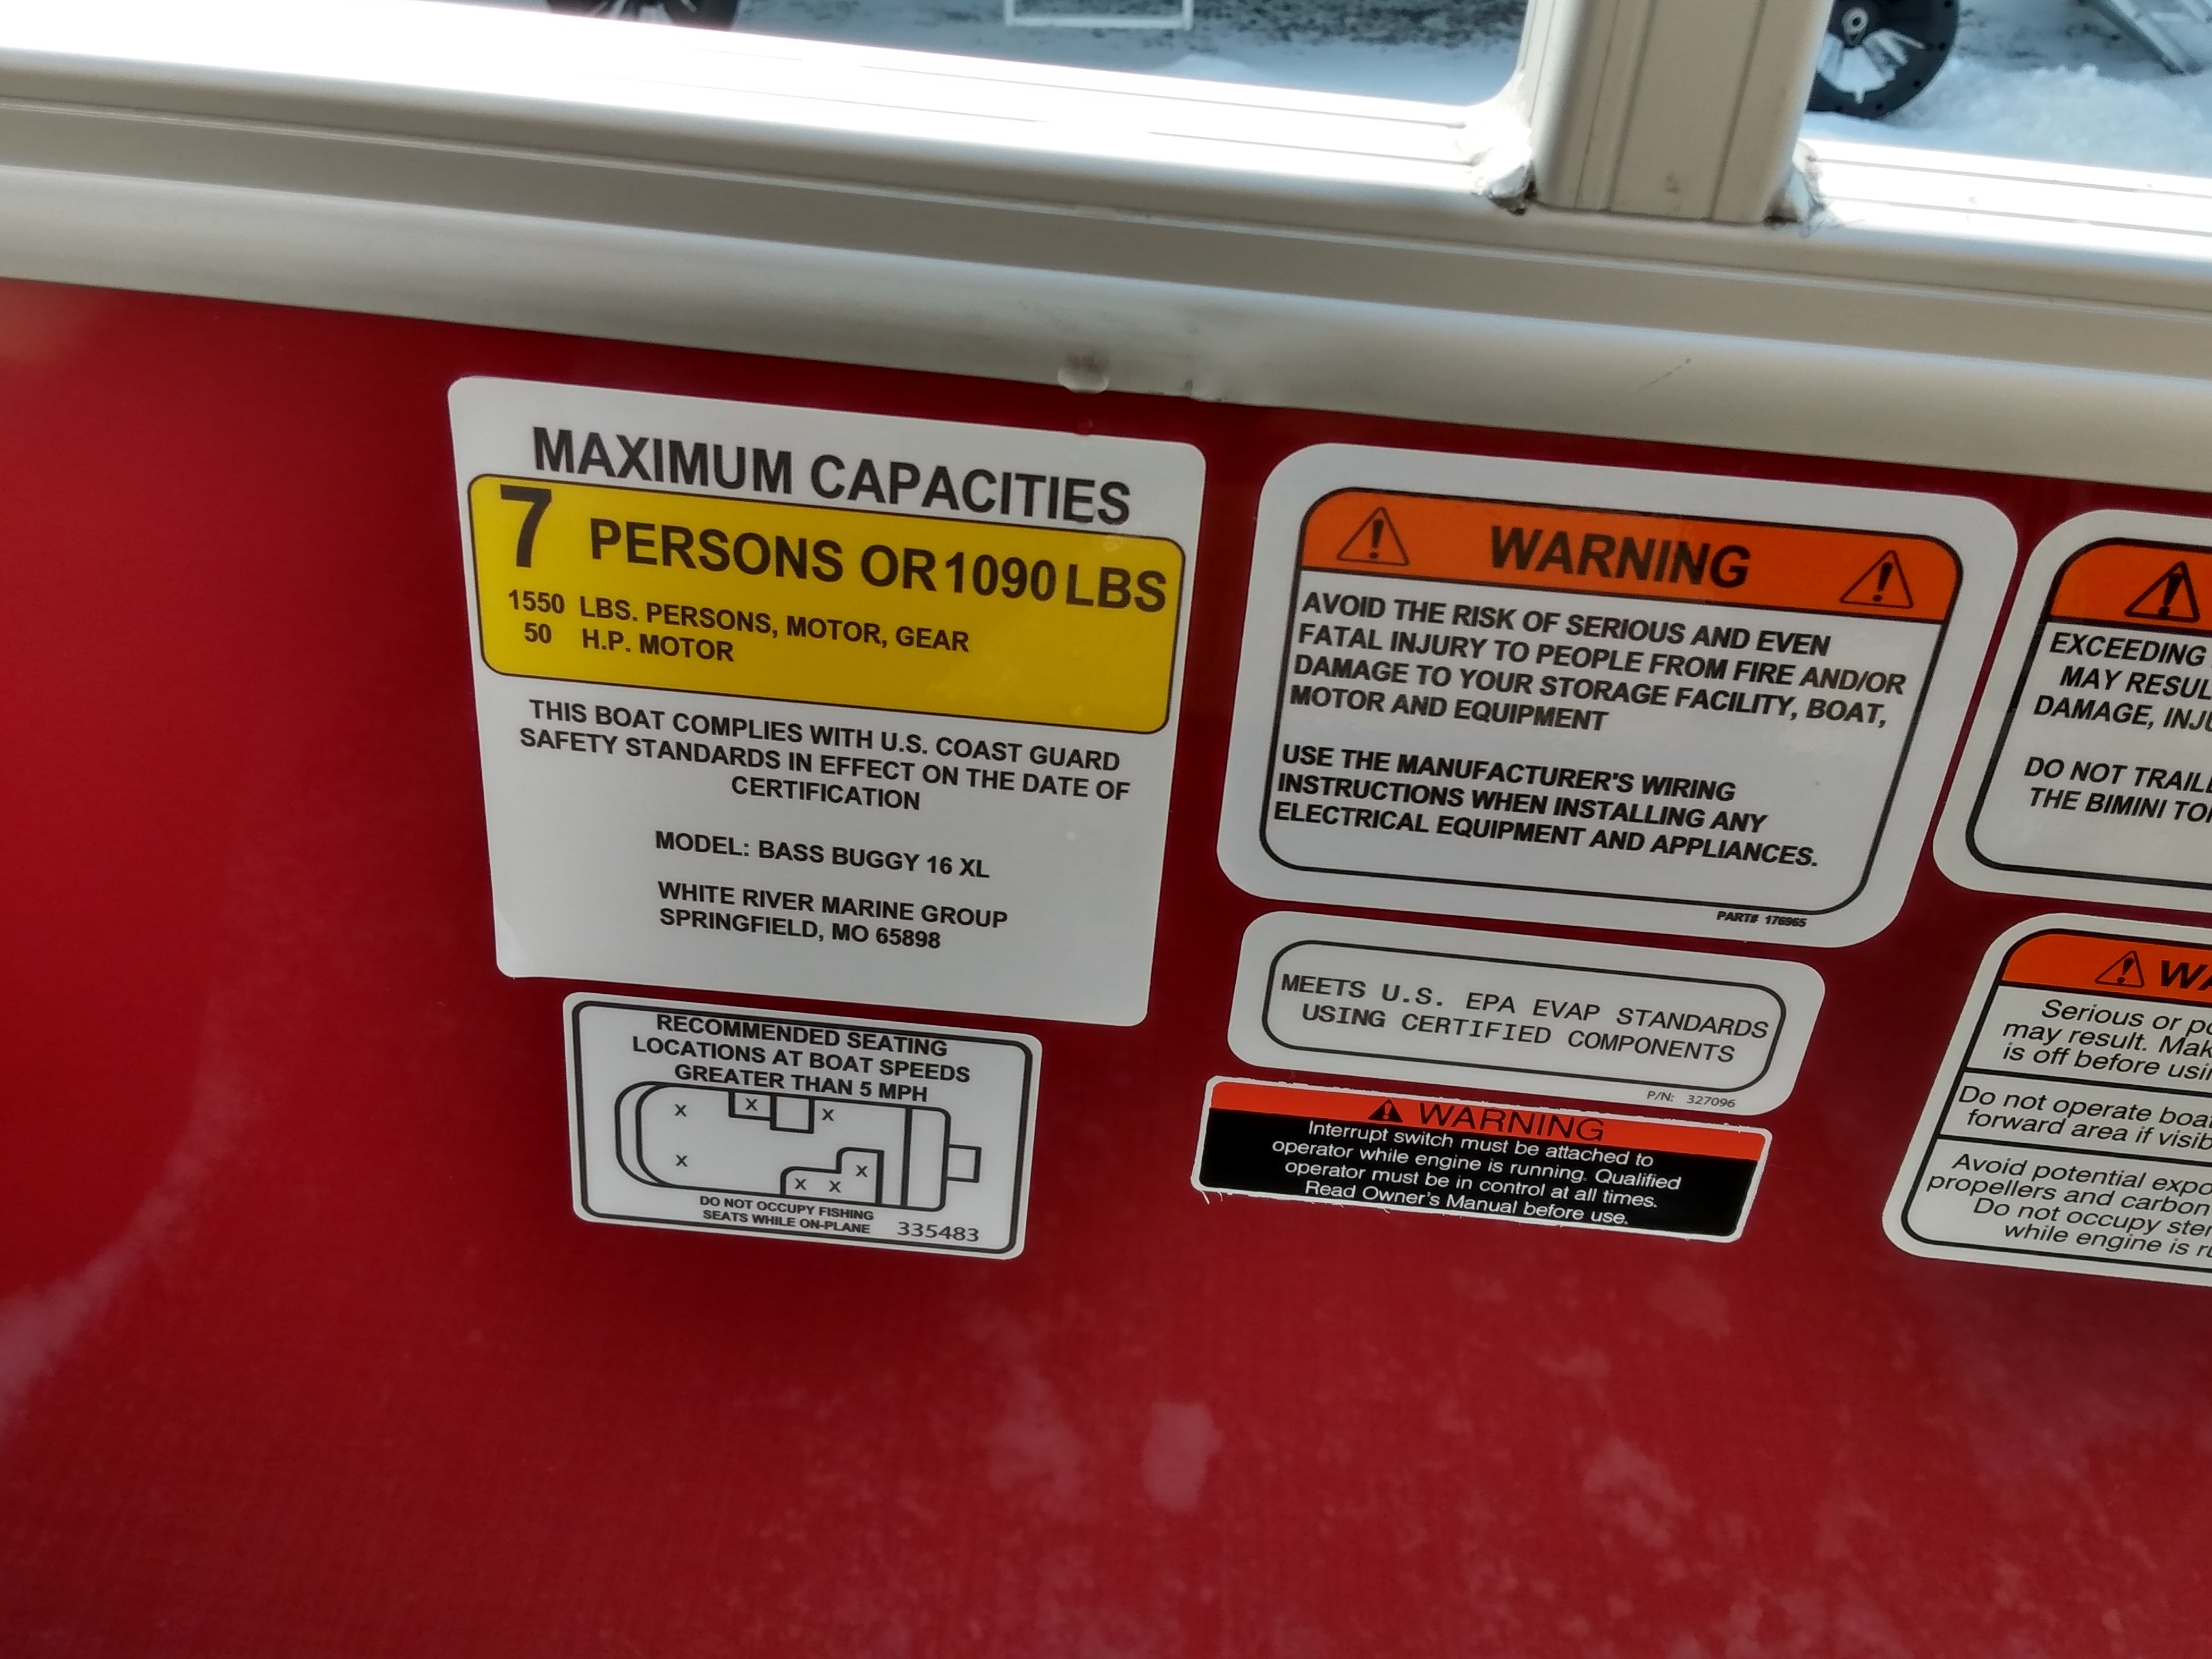 MAXIMUM CAPACITIES
7 PERSONS OR 1090 LBS
1550 LBS. PERSONS, MOTOR, GEAR
50 H.P. MOTOR
THIS BOAT COMPLIES WITH U.S. COAST GUARD
SAFETY STANDARDS IN EFFECT ON THE DATE OF
CERTIFICATION
MODEL: BASS BUGGY 16 XL
WHITE RIVER MARINE GROUP
SPRINGFIELD, MO 65898
RECOMMENDED SEATING
LOCATIONS AT BOAT SPEEDS
GREATER THAN 5 MPH
X X X
X X
X X
DO NOT OCCUPY FISHING
SEATS WHILE ON-PLANE 335483
WARNING
AVOID THE RISK OF SERIOUS AND EVEN
FATAL INJURY TO PEOPLE FROM FIRE AND/OR
DAMAGE TO YOUR STORAGE FACILITY, BOAT,
MOTOR AND EQUIPMENT
USE THE MANUFACTURER'S WIRING
INSTRUCTIONS WHEN INSTALLING ANY
ELECTRICAL EQUIPMENT AND APPLIANCES.
PART# 176965
MEETS U.S. EPA EVAP STANDARDS
USING CERTIFIED COMPONENTS
P/N: 327096
WARNING
Interrupt switch must be attached to
operator while engine is running. Qualified
operator must be in control at all times.
Read Owner's Manual before use.
EXCEEDING
MAY RESUL
DAMAGE, INJU
DO NOT TRAIL
THE BIMINI TO
WA
Serious or po
may result. Mak
is off before usi
Do not operate boat
forward area if visib
Avoid potential expo
propellers and carbon
Do not occupy ster
while engine is ru